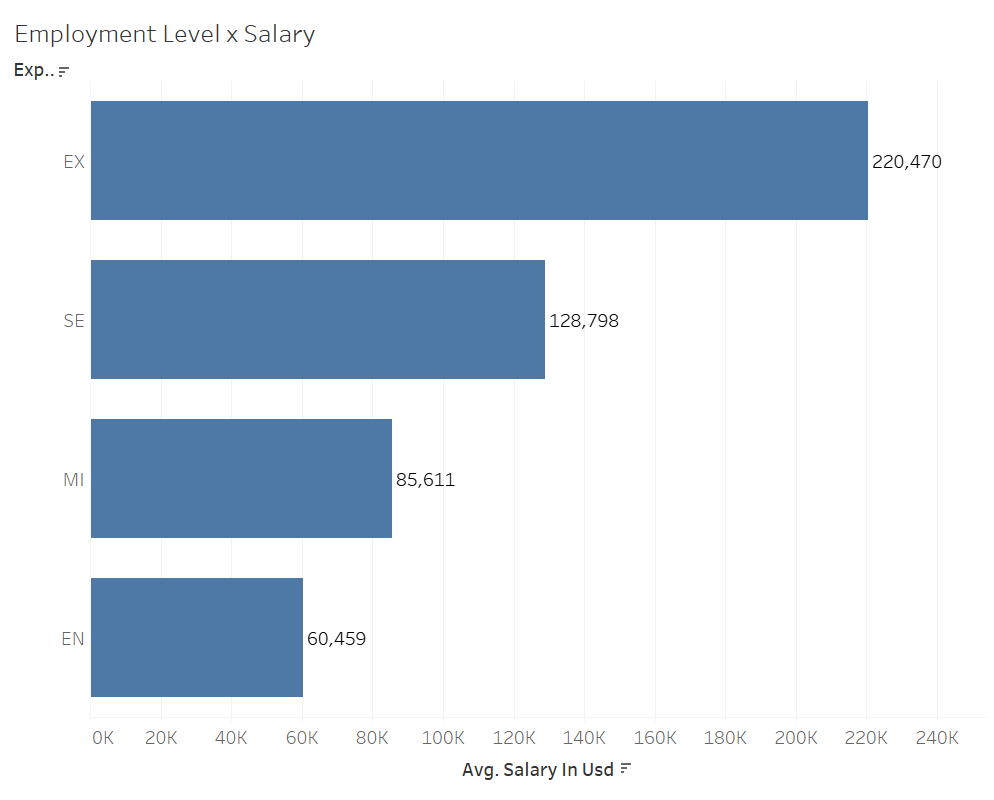 Employment Level x Salary
Exp..
EX
220,470
SE
128,798
MI
85,611
EN
60,459
0K 20K 40K 60K 80K 100K 120K 140K 160K 180K 200K 220K 240K
Avg. Salary In Usd